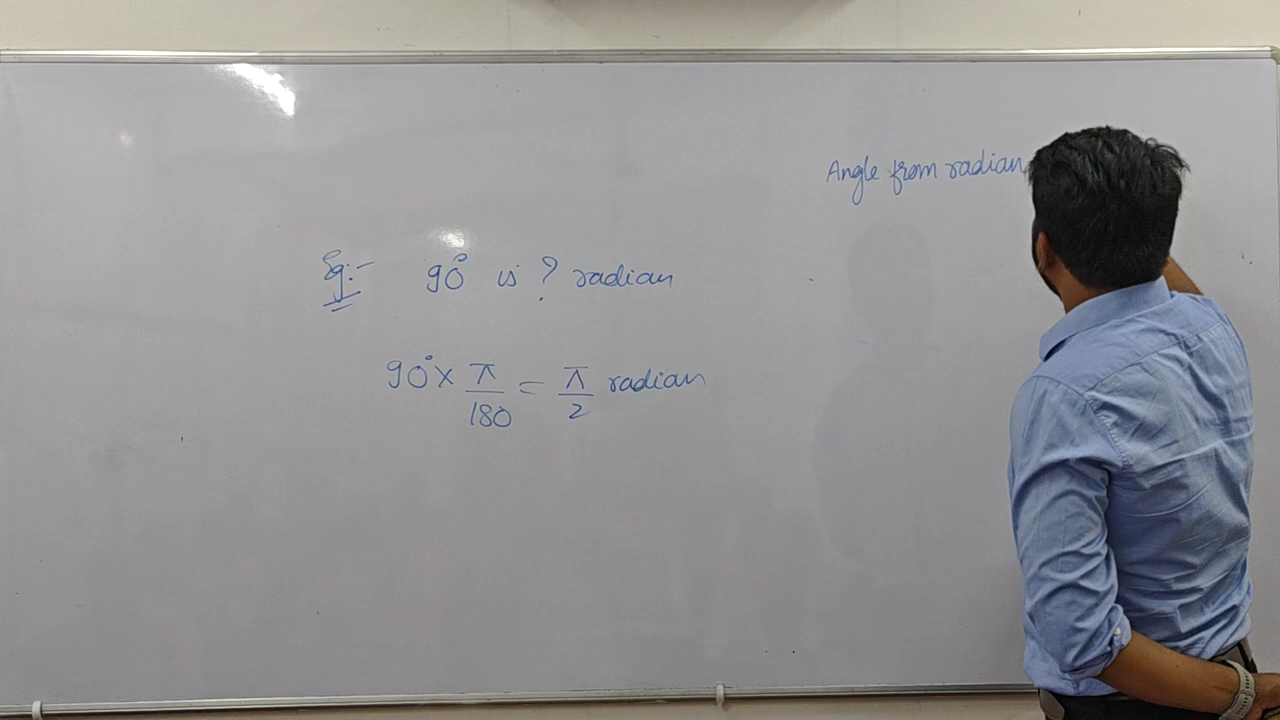 Angle from radian
Eg:- 90° is ? radian
90° × π/180 = π/2 radian